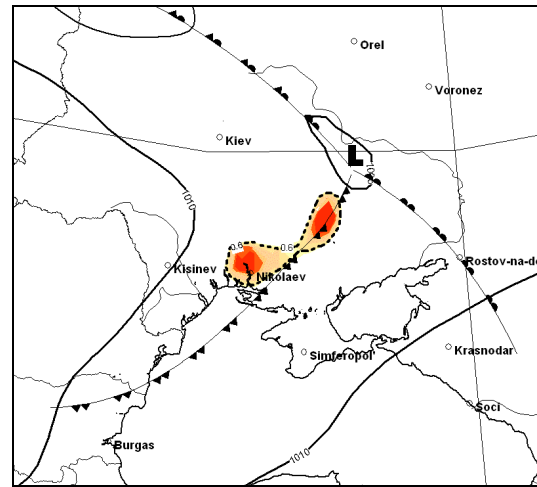 Orel
Voronez
Kiev
L
1010
0.6
0.6
Kisinev
Nikolaev
Rostov-na-do
Simferopol'
Krasnodar
Soci
Burgas
1010